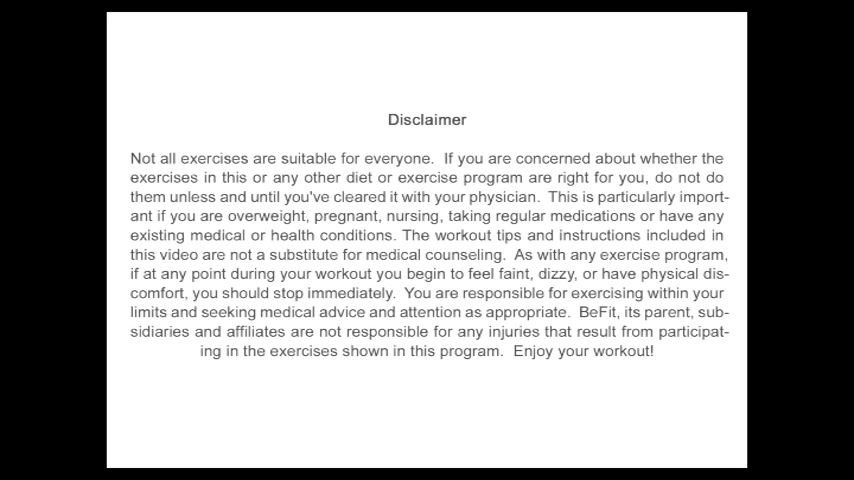 Disclaimer
Not all exercises are suitable for everyone. If you are concerned about whether the
exercises in this or any other diet or exercise program are right for you, do not do
them unless and until you've cleared it with your physician. This is particularly import-
ant if you are overweight, pregnant, nursing, taking regular medications or have any
existing medical or health conditions. The workout tips and instructions included in
this video are not a substitute for medical counseling. As with any exercise program,
if at any point during your workout you begin to feel faint, dizzy, or have physical dis-
comfort, you should stop immediately. You are responsible for exercising within your
limits and seeking medical advice and attention as appropriate. BeFit, its parent, sub-
sidiaries and affiliates are not responsible for any injuries that result from participat-
ing in the exercises shown in this program. Enjoy your workout!